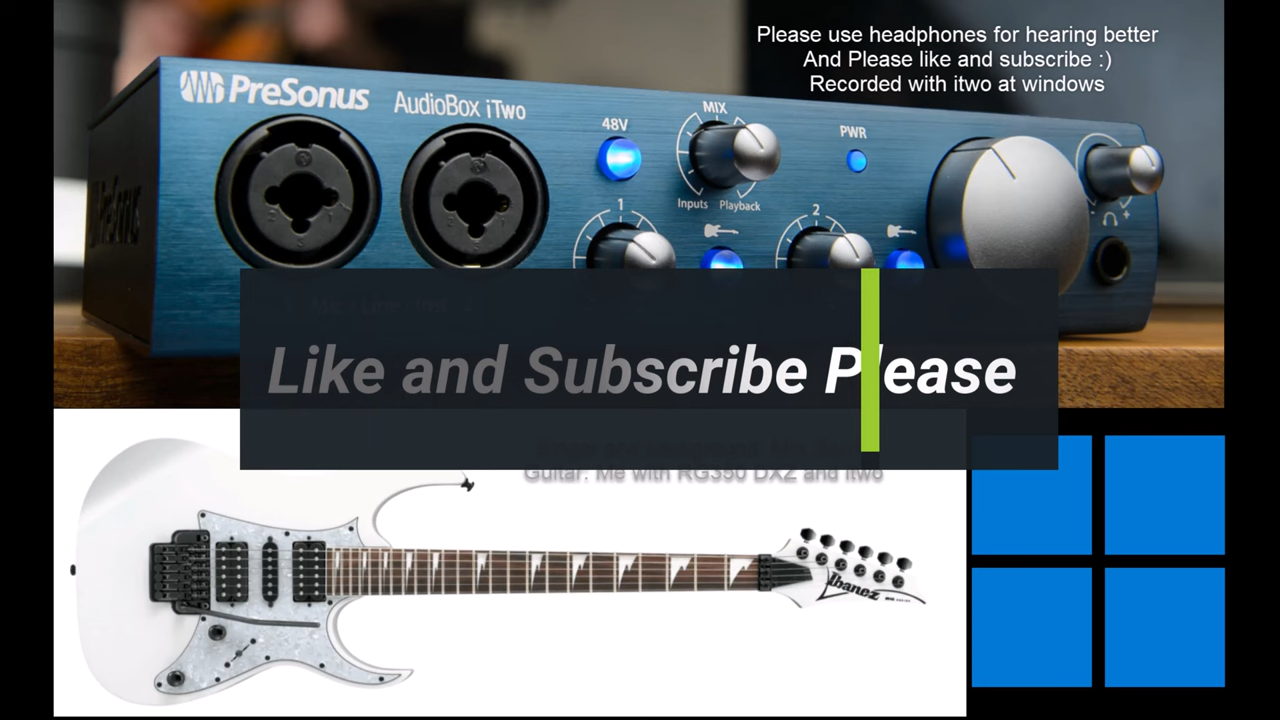 Please use headphones for hearing better
And Please like and subscribe :)
Recorded with itwo at windows
PreSonus
AudioBox iTwo
48V
MIX
PWR
Inputs
Playback
1
2
Like and Subscribe Please
Guitar: Me with RG350 DXZ and itwo
Ibanez